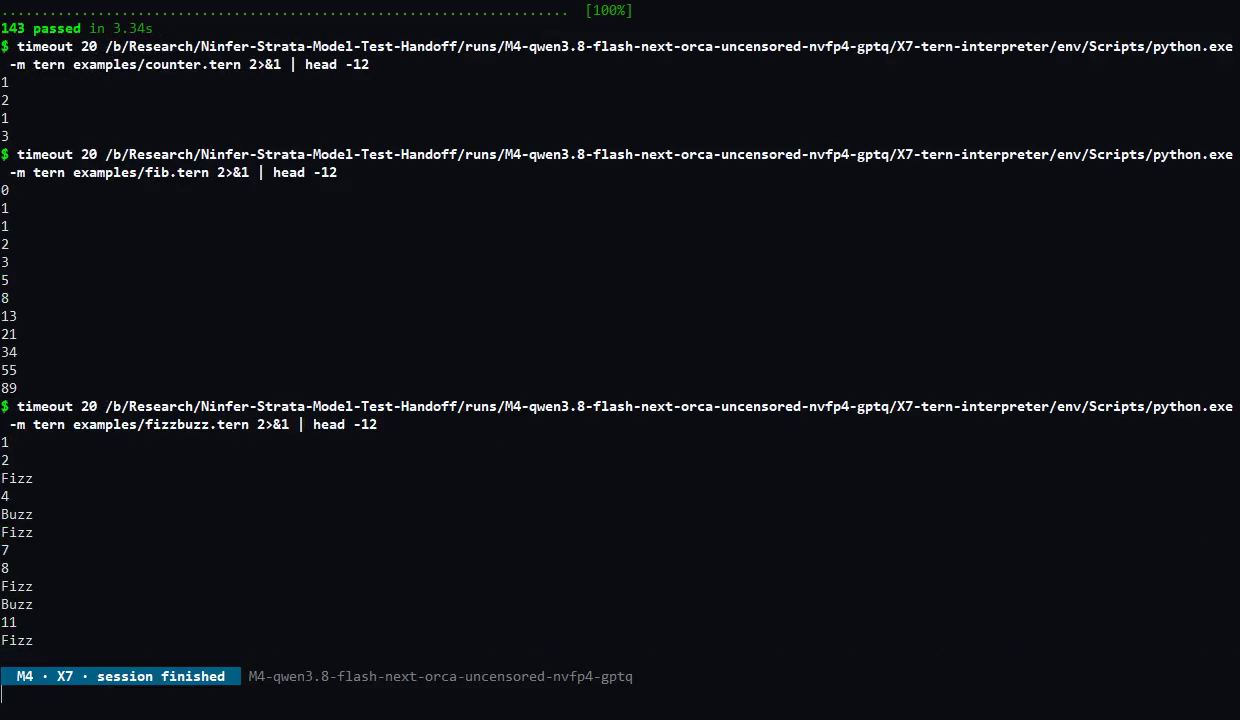 ....................................................................... [100%]
143 passed in 3.34s
$ timeout 20 /b/Research/Ninfer-Strata-Model-Test-Handoff/runs/M4-qwen3.8-flash-next-orca-uncensored-nvfp4-gptq/X7-tern-interpreter/env/Scripts/python.exe
-m tern examples/counter.tern 2>&1 | head -12
1
2
1
3
$ timeout 20 /b/Research/Ninfer-Strata-Model-Test-Handoff/runs/M4-qwen3.8-flash-next-orca-uncensored-nvfp4-gptq/X7-tern-interpreter/env/Scripts/python.exe
-m tern examples/fib.tern 2>&1 | head -12
0
1
1
2
3
5
8
13
21
34
55
89
$ timeout 20 /b/Research/Ninfer-Strata-Model-Test-Handoff/runs/M4-qwen3.8-flash-next-orca-uncensored-nvfp4-gptq/X7-tern-interpreter/env/Scripts/python.exe
-m tern examples/fizzbuzz.tern 2>&1 | head -12
1
2
Fizz
4
Buzz
Fizz
7
8
Fizz
Buzz
11
Fizz
M4 · X7 · session finished M4-qwen3.8-flash-next-orca-uncensored-nvfp4-gptq